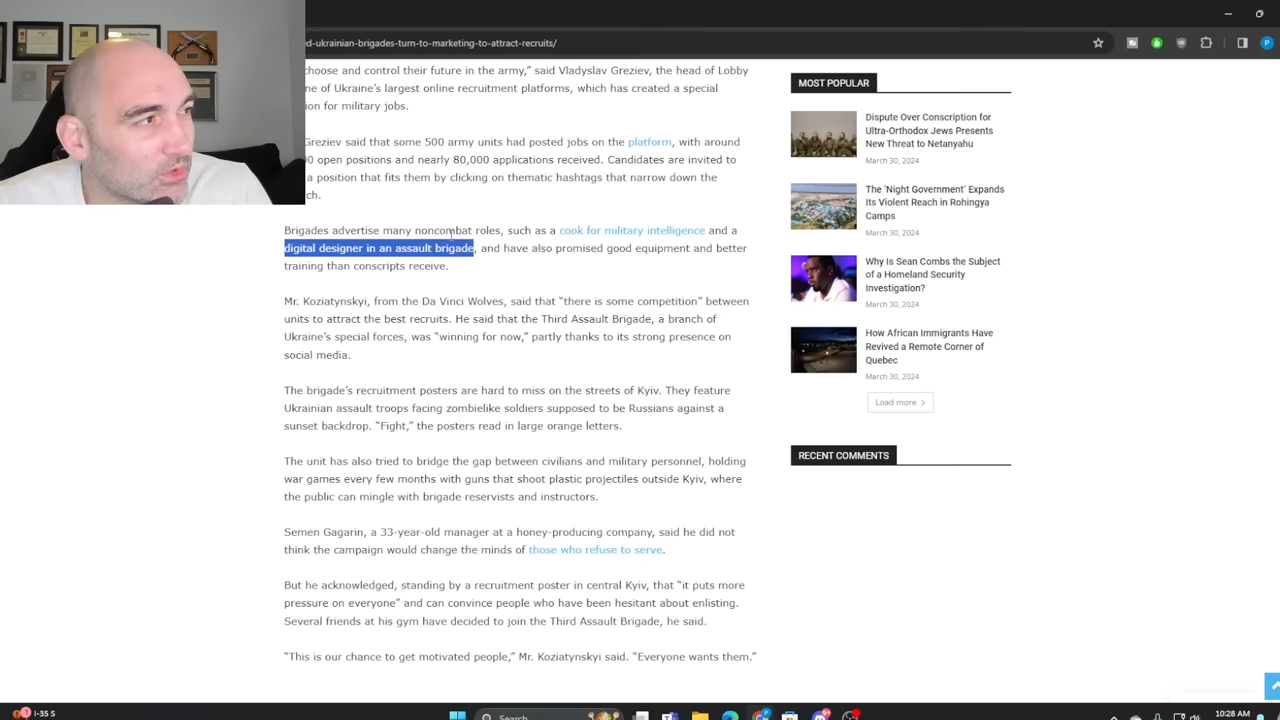 ed-ukrainian-brigades-turn-to-marketing-to-attract-recruits/
choose and control their future in the army,” said Vladyslav Greziev, the head of Lobby
ne of Ukraine’s largest online recruitment platforms, which has created a special
ion for military jobs.
Greziev said that some 500 army units had posted jobs on the platform, with around
0 open positions and nearly 80,000 applications received. Candidates are invited to
a position that fits them by clicking on thematic hashtags that narrow down the
ch.
Brigades advertise many noncombat roles, such as a cook for military intelligence and a
digital designer in an assault brigade, and have also promised good equipment and better
training than conscripts receive.
Mr. Koziatynskyi, from the Da Vinci Wolves, said that “there is some competition” between
units to attract the best recruits. He said that the Third Assault Brigade, a branch of
Ukraine’s special forces, was “winning for now,” partly thanks to its strong presence on
social media.
The brigade’s recruitment posters are hard to miss on the streets of Kyiv. They feature
Ukrainian assault troops facing zombielike soldiers supposed to be Russians against a
sunset backdrop. “Fight,” the posters read in large orange letters.
The unit has also tried to bridge the gap between civilians and military personnel, holding
war games every few months with guns that shoot plastic projectiles outside Kyiv, where
the public can mingle with brigade reservists and instructors.
Semen Gagarin, a 33-year-old manager at a honey-producing company, said he did not
think the campaign would change the minds of those who refuse to serve.
But he acknowledged, standing by a recruitment poster in central Kyiv, that “it puts more
pressure on everyone” and can convince people who have been hesitant about enlisting.
Several friends at his gym have decided to join the Third Assault Brigade, he said.
“This is our chance to get motivated people,” Mr. Koziatynskyi said. “Everyone wants them.”
MOST POPULAR
Dispute Over Conscription for
Ultra-Orthodox Jews Presents
New Threat to Netanyahu
March 30, 2024
The ‘Night Government’ Expands
Its Violent Reach in Rohingya
Camps
March 30, 2024
Why Is Sean Combs the Subject
of a Homeland Security
Investigation?
March 30, 2024
How African Immigrants Have
Revived a Remote Corner of
Quebec
March 30, 2024
Load more
RECENT COMMENTS
I-35 S
Search
10:28 AM